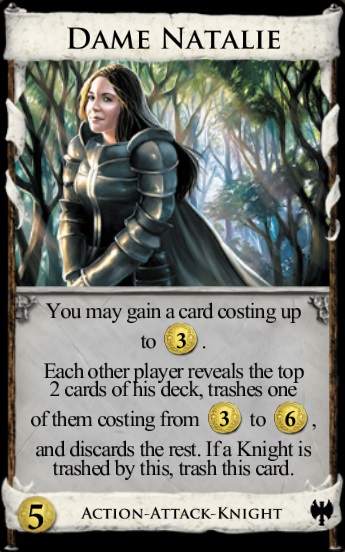 Dame Natalie
You may gain a card costing up
to 3 .
Each other player reveals the top
2 cards of his deck, trashes one
of them costing from 3 to 6 ,
and discards the rest. If a Knight is
trashed by this, trash this card.
5 Action-Attack-Knight